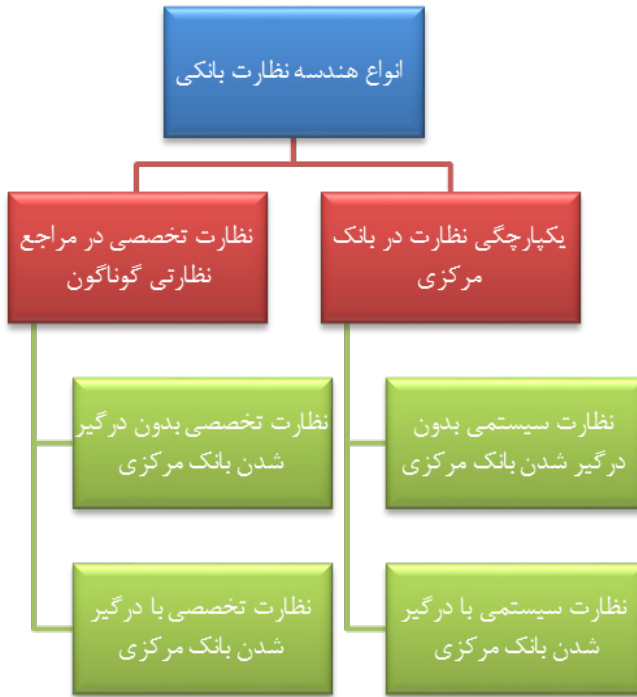 انواع هندسه نظارت بانکی
یکپارچگی نظارت در بانک
مرکزی
نظارت سیستمی بدون
درگیر شدن بانک مرکزی
نظارت سیستمی با درگیر
شدن بانک مرکزی
نظارت تخصصی در مراجع
نظارتی گوناگون
نظارت تخصصی بدون درگیر
شدن بانک مرکزی
نظارت تخصصی با درگیر
شدن بانک مرکزی